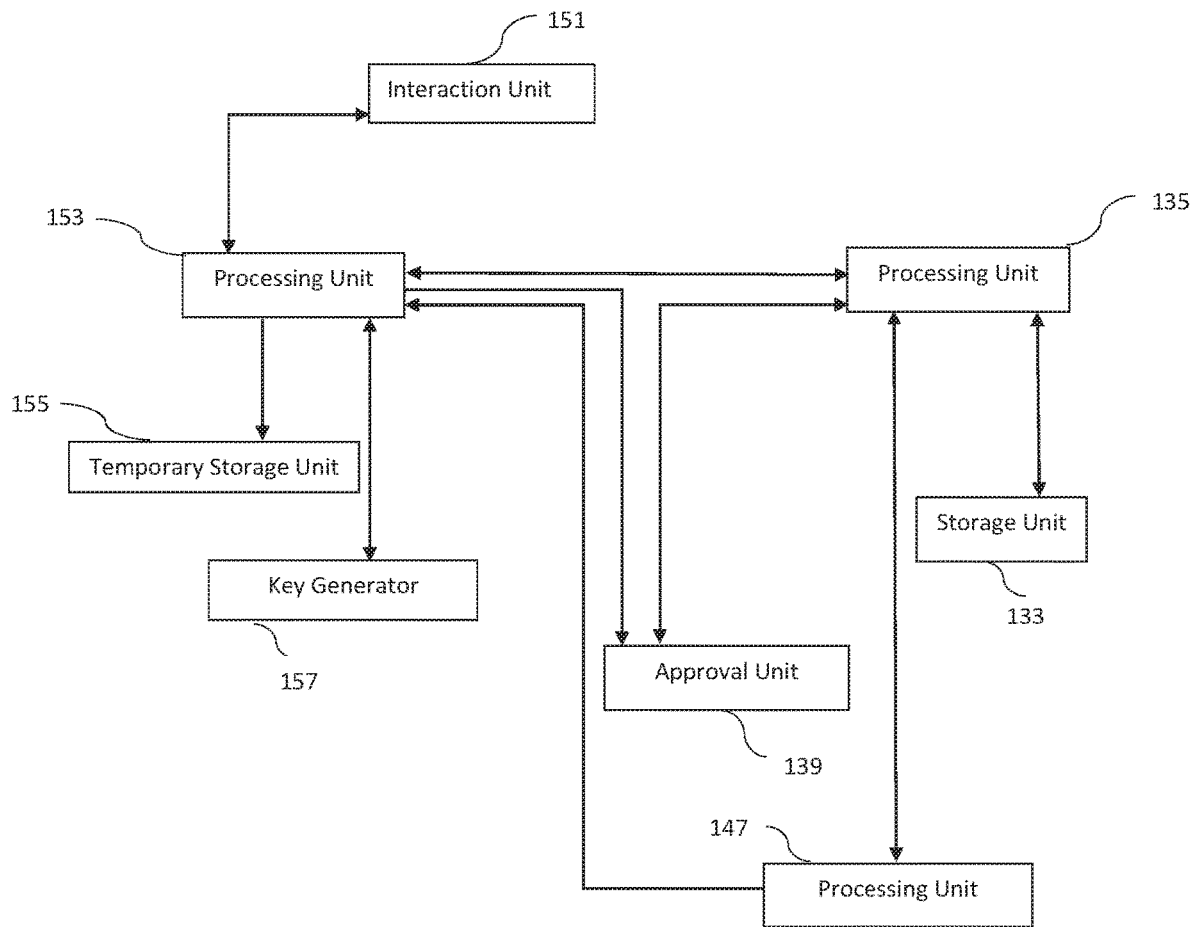 151
Interaction Unit
153
135
Processing Unit
Processing Unit
155
Temporary Storage Unit
Storage Unit
Key Generator
133
157
Approval Unit
139
147
Processing Unit